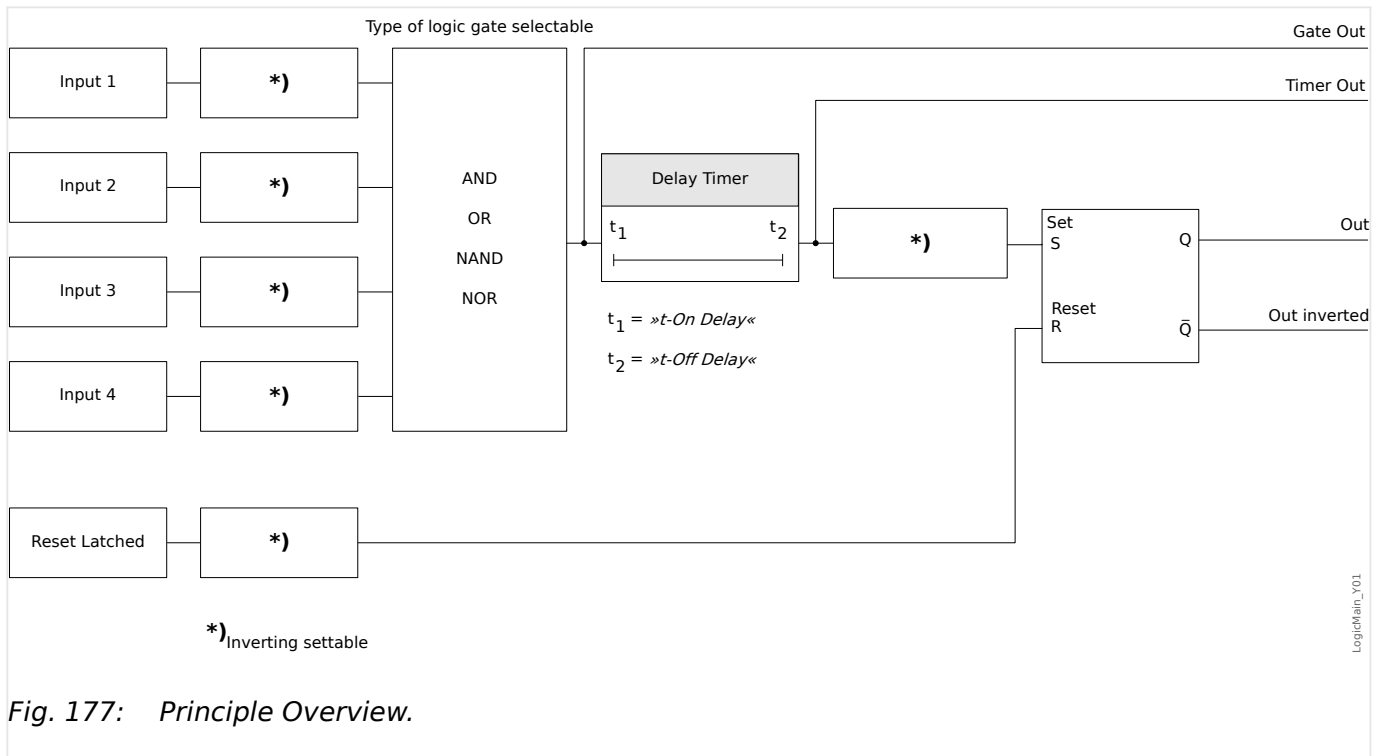 Type of logic gate selectable
Gate Out
Input 1
*)
Timer Out
Input 2
*)
AND
OR
NAND
NOR
Delay Timer
t1
t2
*)
Set
S
Q
Out
Input 3
*)
t1 = »t-On Delay«
t2 = »t-Off Delay«
Reset
R
Q̅
Out inverted
Input 4
*)
Reset Latched
*)
*)Inverting settable
LogicMain_Y01
Fig. 177: Principle Overview.